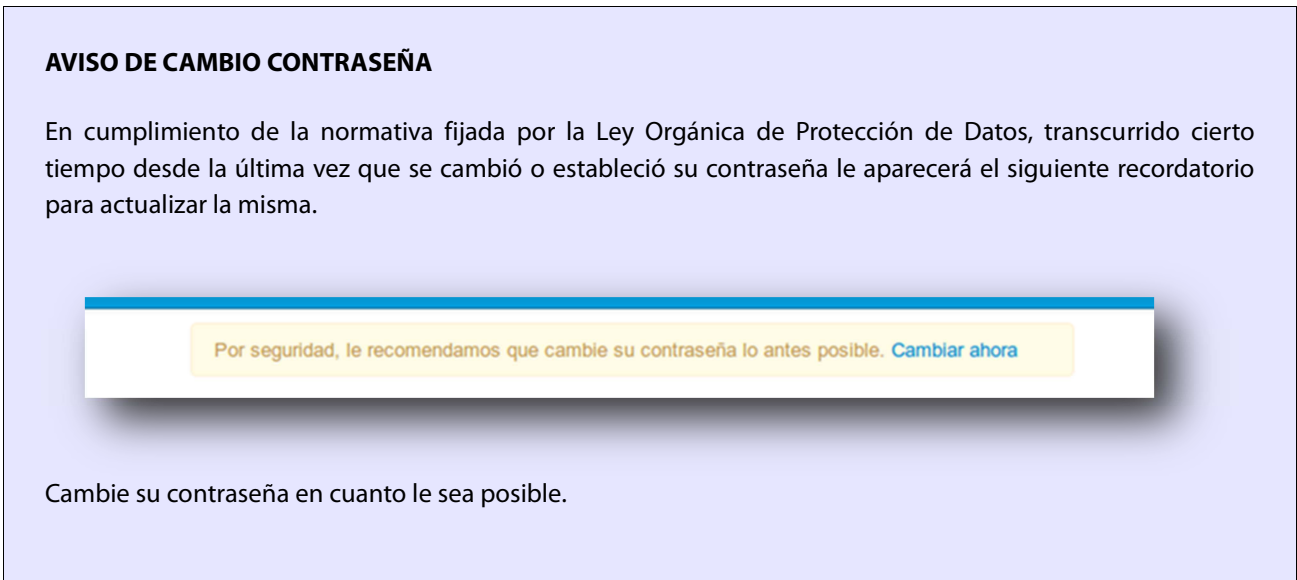 AVISO DE CAMBIO CONTRASEÑA
En cumplimiento de la normativa fijada por la Ley Orgánica de Protección de Datos, transcurrido cierto
tiempo desde la última vez que se cambió o estableció su contraseña le aparecerá el siguiente recordatorio
para actualizar la misma.
Por seguridad, le recomendamos que cambie su contraseña lo antes posible. Cambiar ahora
Cambie su contraseña en cuanto le sea posible.